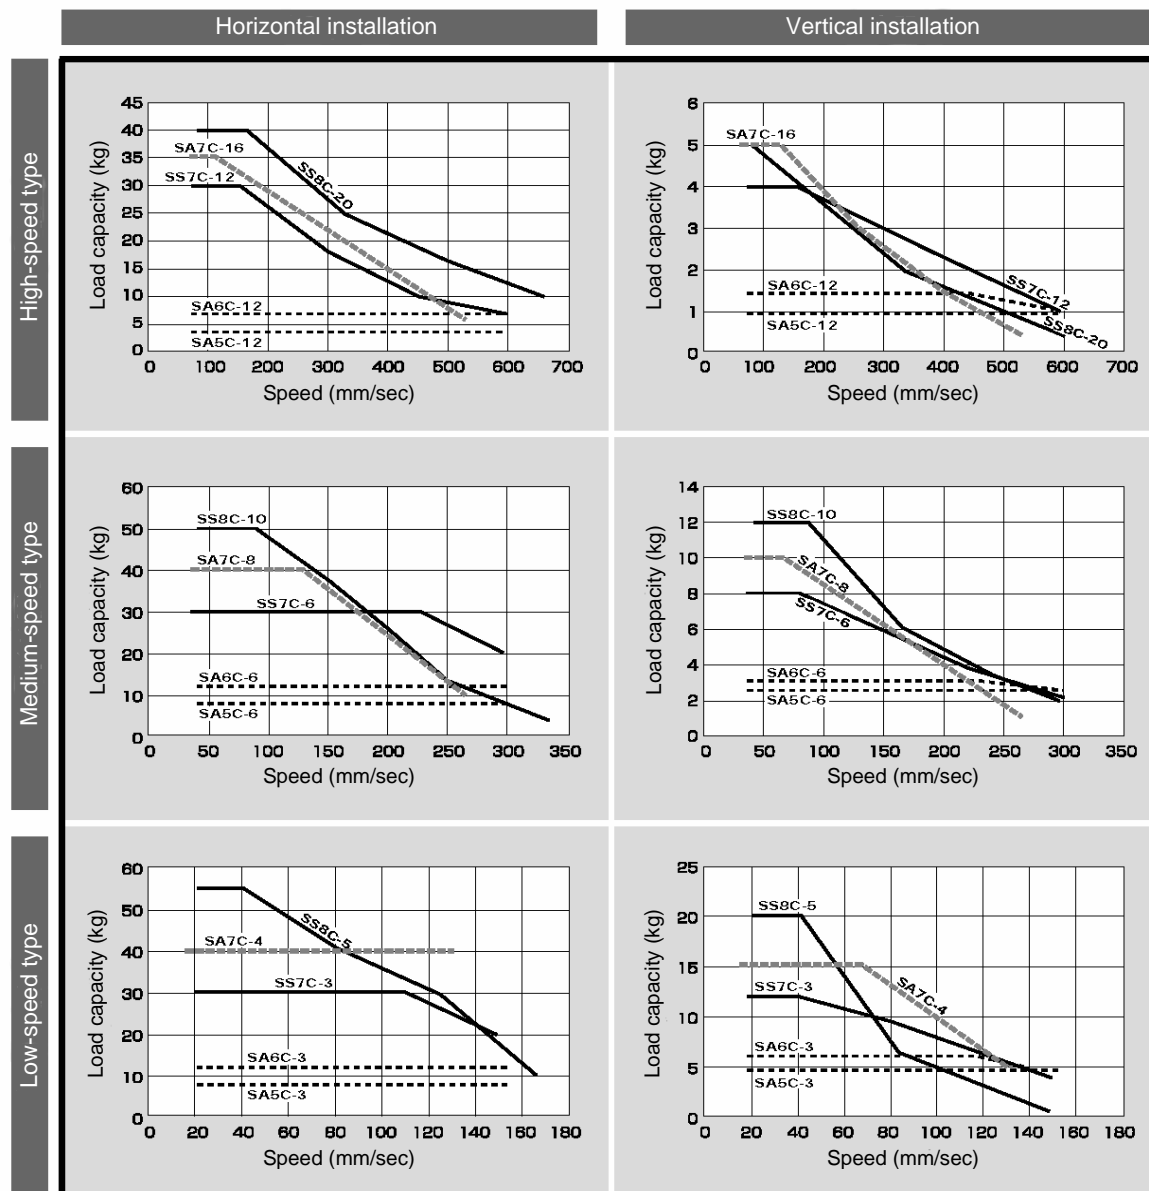 Horizontal installation
Vertical installation
High-speed type
Load capacity (kg)
45
40
35
30
25
20
15
10
5
0
SA7C-16
SS7C-12
SS8C-20
SA6C-12
SA5C-12
0 100 200 300 400 500 600 700
Speed (mm/sec)
Load capacity (kg)
6
5
4
3
2
1
0
SA7C-16
SA6C-12
SS7C-12
SA5C-12
SS8C-20
0 100 200 300 400 500 600 700
Speed (mm/sec)
Medium-speed type
Load capacity (kg)
60
50
40
30
20
10
0
SS8C-10
SA7C-8
SS7C-6
SA6C-6
SA5C-6
0 50 100 150 200 250 300 350
Speed (mm/sec)
Load capacity (kg)
14
12
10
8
6
4
2
0
SS8C-10
SA7C-8
SS7C-6
SA6C-6
SA5C-6
0 50 100 150 200 250 300 350
Speed (mm/sec)
Low-speed type
Load capacity (kg)
60
50
40
30
20
10
0
SS8C-5
SA7C-4
SS7C-3
SA6C-3
SA5C-3
0 20 40 60 80 100 120 140 160 180
Speed (mm/sec)
Load capacity (kg)
25
20
15
10
5
0
SS8C-5
SS7C-3
SA7C-4
SA6C-3
SA5C-3
0 20 40 60 80 100 120 140 160 180
Speed (mm/sec)